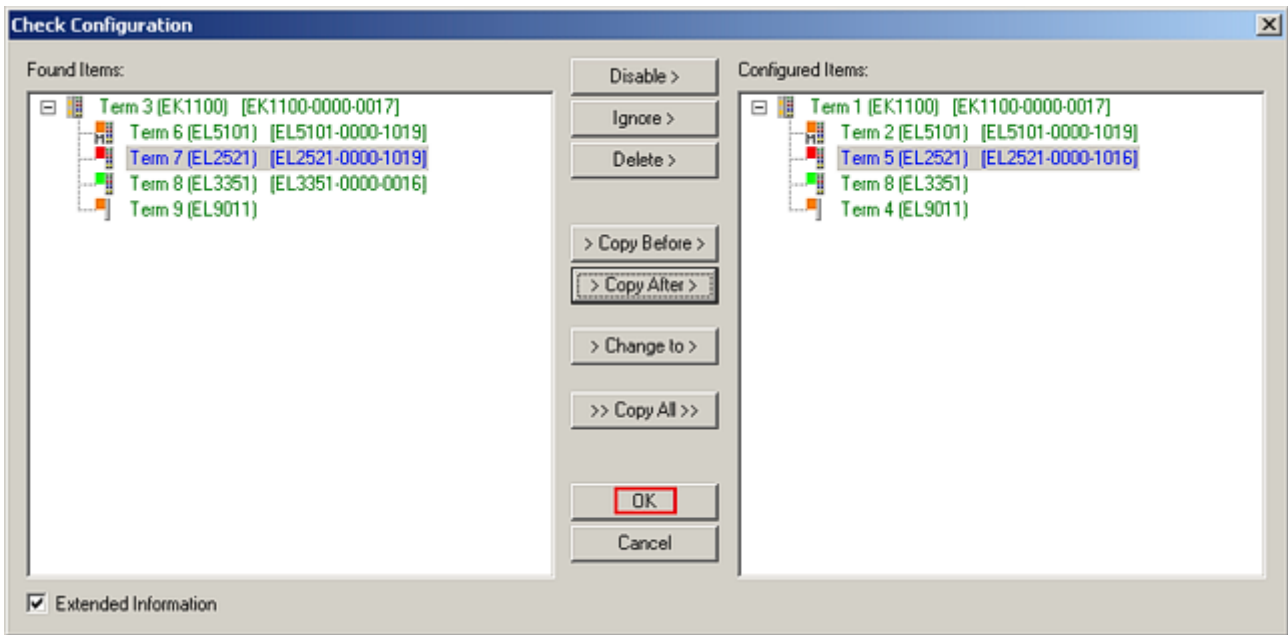 Check Configuration
Found Items:
Term 3 (EK1100) [EK1100-0000-0017]
Term 6 (EL5101) [EL5101-0000-1019]
Term 7 (EL2521) [EL2521-0000-1019]
Term 8 (EL3351) [EL3351-0000-0016]
Term 9 (EL9011)
Disable >
Ignore >
Delete >
> Copy Before >
> Copy After >
> Change to >
>> Copy All >>
OK
Cancel
Configured Items:
Term 1 (EK1100) [EK1100-0000-0017]
Term 2 (EL5101) [EL5101-0000-1019]
Term 5 (EL2521) [EL2521-0000-1016]
Term 8 (EL3351)
Term 4 (EL9011)
Extended Information